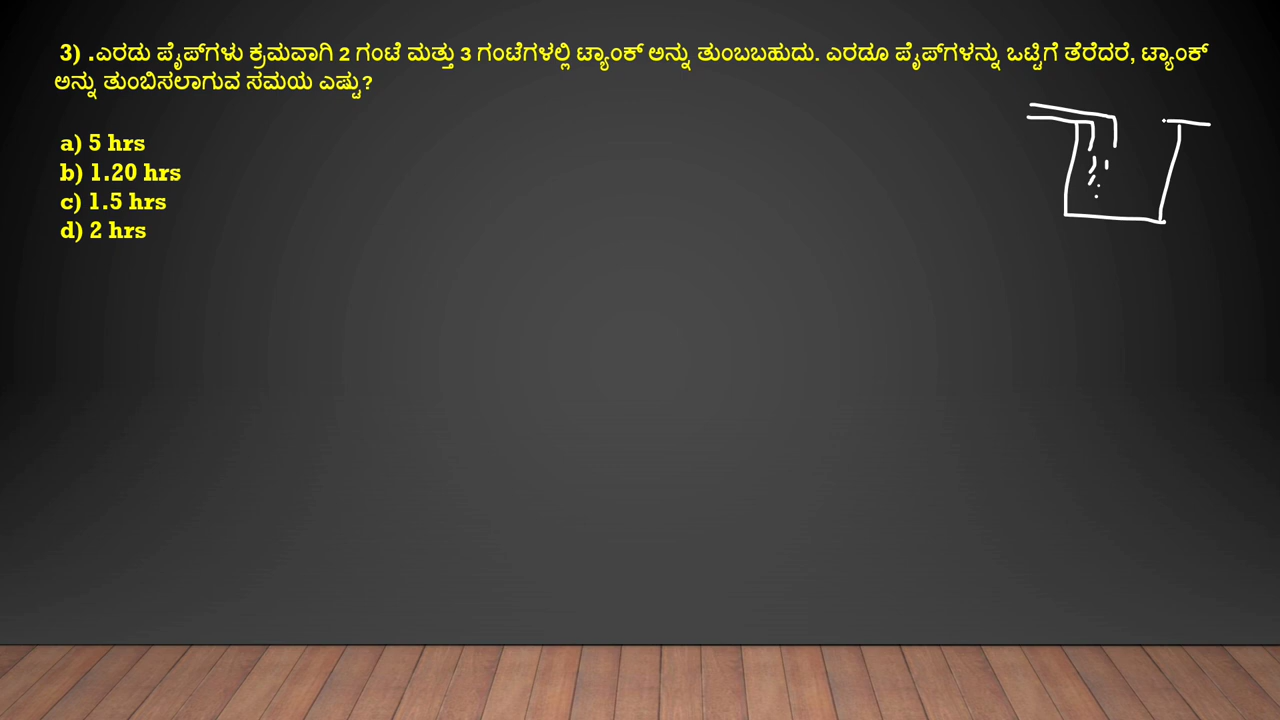 3) .ಎರಡು ಪೈಪ್‌ಗಳು ಕ್ರಮವಾಗಿ 2 ಗಂಟೆ ಮತ್ತು 3 ಗಂಟೆಗಳಲ್ಲಿ ಟ್ಯಾಂಕ್ ಅನ್ನು ತುಂಬಬಹುದು. ಎರಡೂ ಪೈಪ್‌ಗಳನ್ನು ಒಟ್ಟಿಗೆ ತೆರೆದರೆ, ಟ್ಯಾಂಕ್
ಅನ್ನು ತುಂಬಿಸಲಾಗುವ ಸಮಯ ಎಷ್ಟು?
a) 5 hrs
b) 1.20 hrs
c) 1.5 hrs
d) 2 hrs